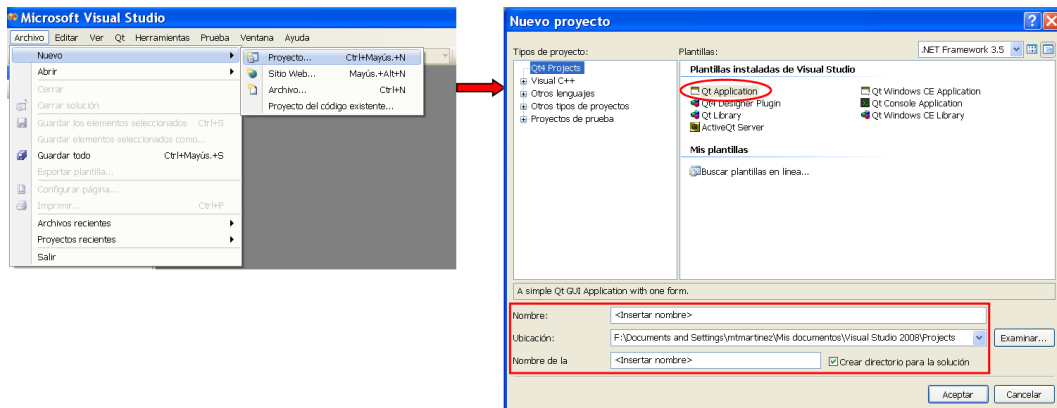 Microsoft Visual Studio
Archivo Editar Ver Qt Herramientas Prueba Ventana Ayuda
Nuevo
Abrir
Cerrar
Cerrar solución
Guardar los elementos seleccionados Ctrl+S
Guardar elementos seleccionados como...
Guardar todo Ctrl+Mayús.+S
Exportar plantilla...
Configurar página...
Imprimir... Ctrl+P
Archivos recientes
Proyectos recientes
Salir
Proyecto... Ctrl+Mayús.+N
Sitio Web... Mayús.+Alt+N
Archivo... Ctrl+N
Proyecto del código existente...
Nuevo proyecto
Tipos de proyecto:
Plantillas:
.NET Framework 3.5
Qt4 Projects
Visual C++
Otros lenguajes
Otros tipos de proyectos
Proyectos de prueba
Plantillas instaladas de Visual Studio
Qt Application
Qt4 Designer Plugin
Qt Library
ActiveQt Server
Qt Windows CE Application
Qt Console Application
Qt Windows CE Library
Mis plantillas
Buscar plantillas en línea...
A simple Qt GUI Application with one form.
Nombre: <Insertar nombre>
Ubicación: F:\Documents and Settings\mtmartinez\Mis documentos\Visual Studio 2008\Projects Examinar...
Nombre de la <Insertar nombre> Crear directorio para la solución
Aceptar Cancelar